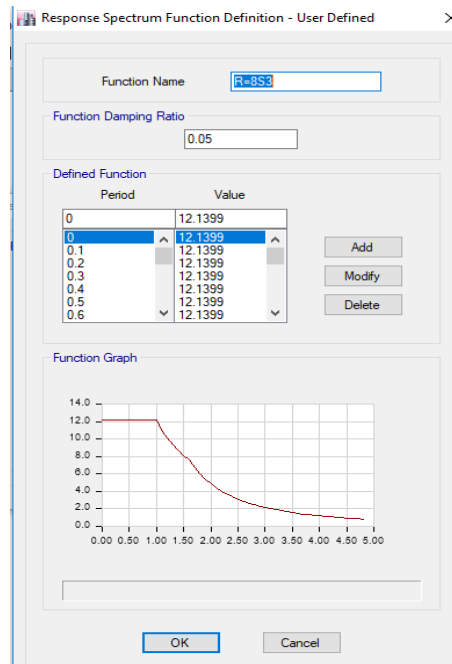 Response Spectrum Function Definition - User Defined
Function Name R=8S3
Function Damping Ratio
0.05
Defined Function
Period Value
0 12.1399
0 12.1399
0.1 12.1399 Add
0.2 12.1399
0.3 12.1399 Modify
0.4 12.1399
0.5 12.1399 Delete
0.6 12.1399
Function Graph
14.0
12.0
10.0
8.0
6.0
4.0
2.0
0.0
0.00 0.50 1.00 1.50 2.00 2.50 3.00 3.50 4.00 4.50 5.00
OK Cancel